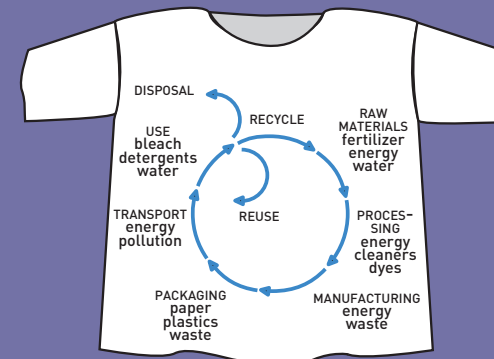 DISPOSAL
RECYCLE
RAW
MATERIALS
fertilizer
energy
water
PROCES-
SING
energy
cleaners
dyes
MANUFACTURING
energy
waste
PACKAGING
paper
plastics
waste
TRANSPORT
energy
pollution
USE
bleach
detergents
water
REUSE